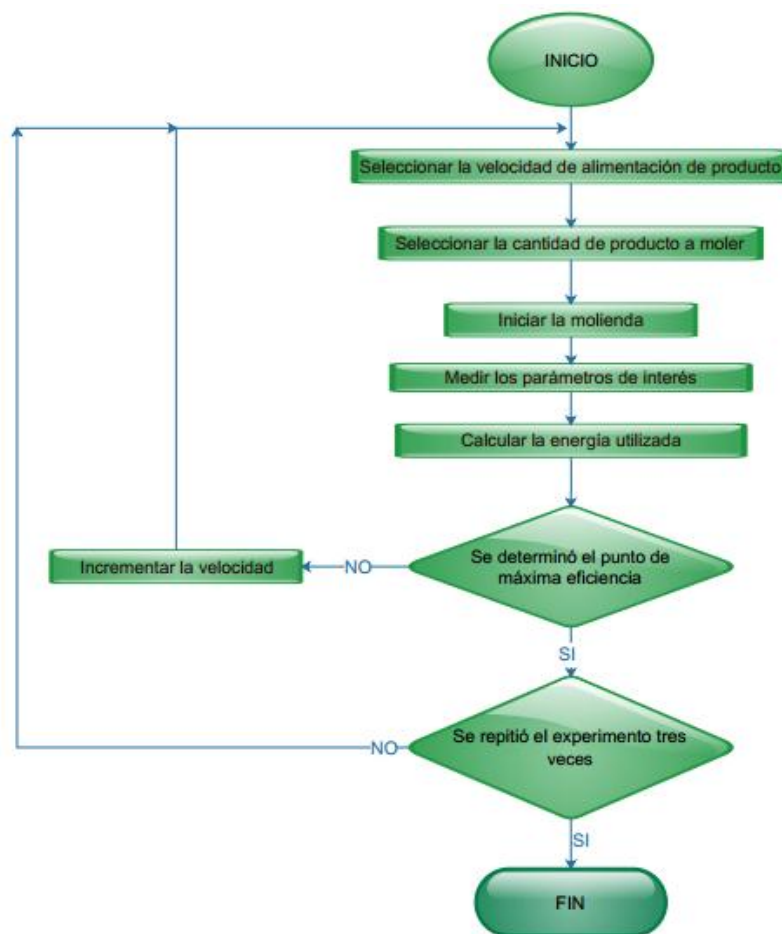 INICIO
Seleccionar la velocidad de alimentación de producto
Seleccionar la cantidad de producto a moler
Iniciar la molienda
Medir los parámetros de interés
Calcular la energía utilizada
Se determinó el punto de
máxima eficiencia
NO
Incrementar la velocidad
SI
Se repitió el experimento tres
veces
NO
SI
FIN